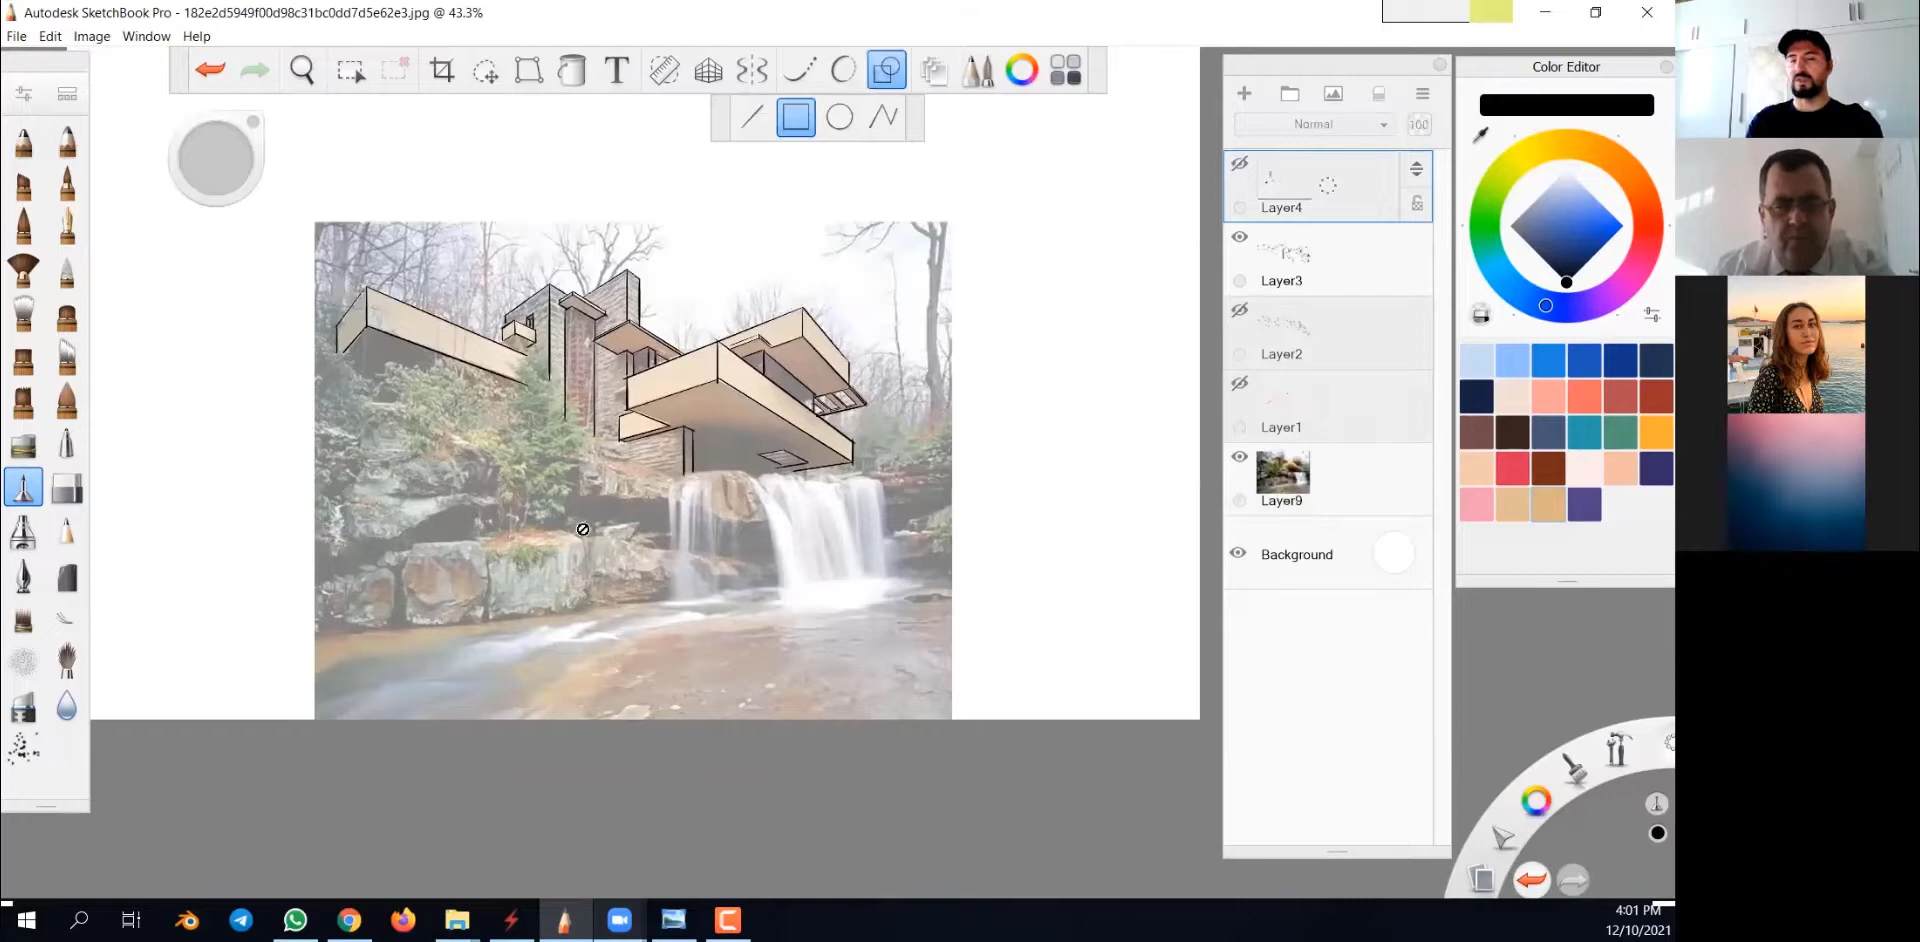 Autodesk SketchBook Pro - 182e2d5949f00d98c31bc0dd7d5e62e3.jpg @ 43.3%
File Edit Image Window Help
T
Color Editor
Normal 100
Layer4
Layer3
Layer2
Layer1
Layer9
Background
4:01 PM
12/10/2021